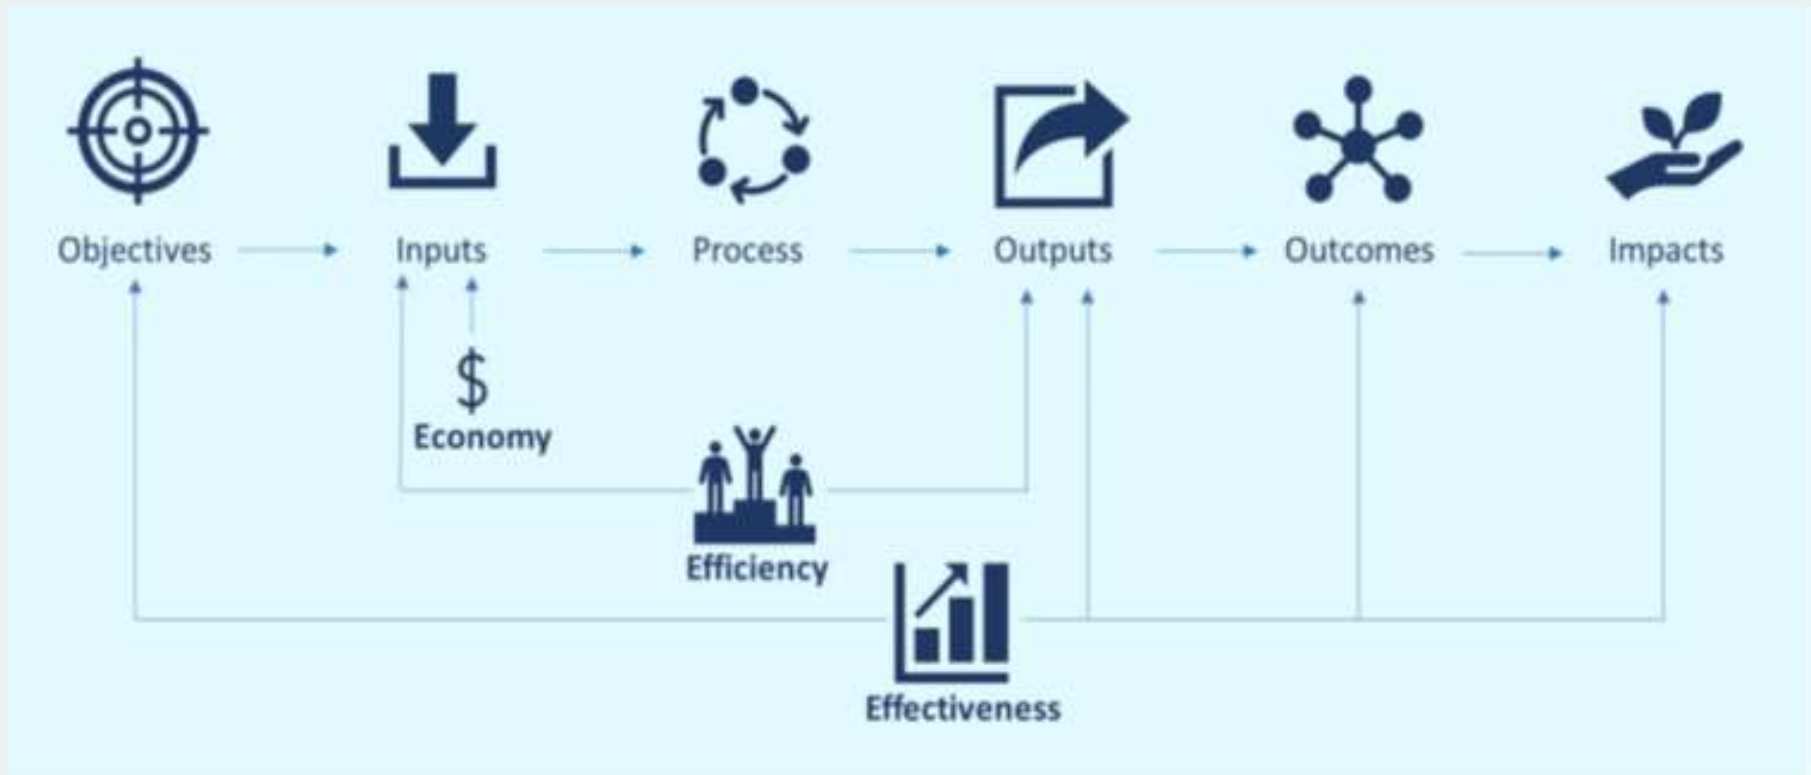 Objectives
Inputs
Process
Outputs
Outcomes
Impacts
$
Economy
Efficiency
Effectiveness